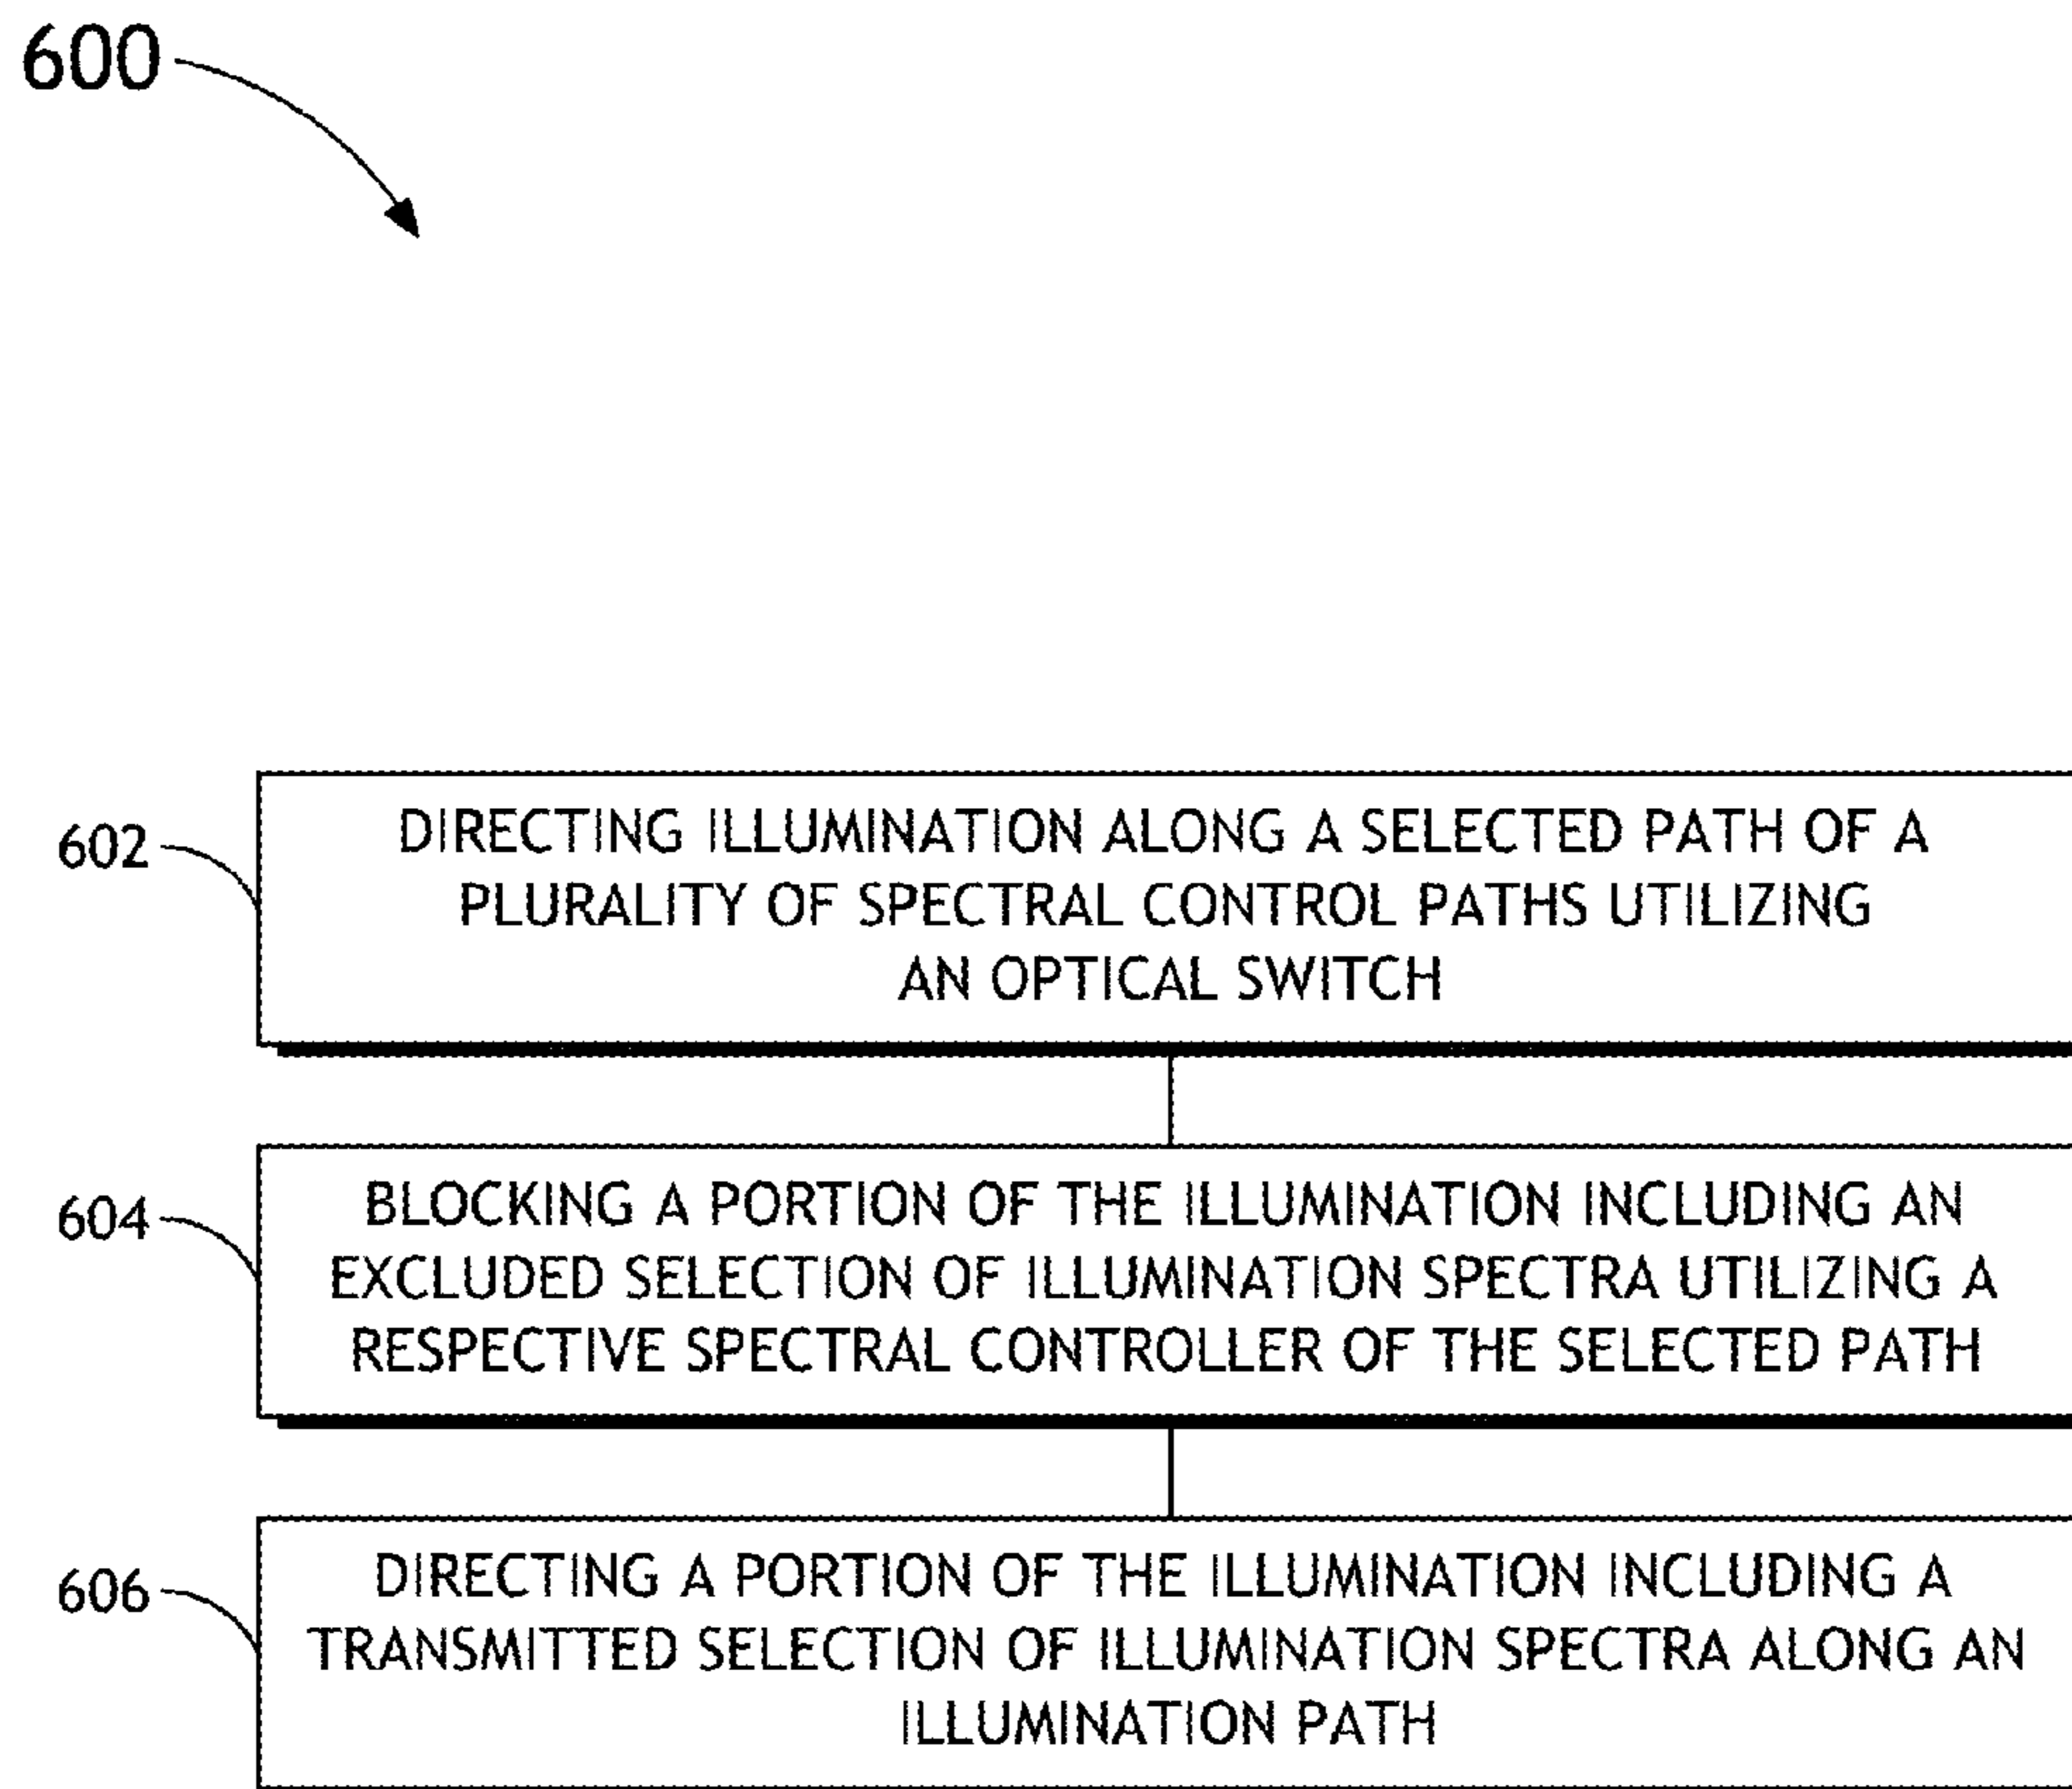 600
602
DIRECTING ILLUMINATION ALONG A SELECTED PATH OF A
PLURALITY OF SPECTRAL CONTROL PATHS UTILIZING
AN OPTICAL SWITCH
604
BLOCKING A PORTION OF THE ILLUMINATION INCLUDING AN
EXCLUDED SELECTION OF ILLUMINATION SPECTRA UTILIZING A
RESPECTIVE SPECTRAL CONTROLLER OF THE SELECTED PATH
606
DIRECTING A PORTION OF THE ILLUMINATION INCLUDING A
TRANSMITTED SELECTION OF ILLUMINATION SPECTRA ALONG AN
ILLUMINATION PATH